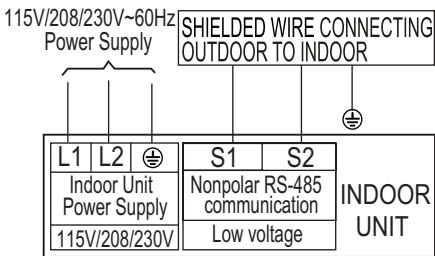 115V/208/230V~60Hz
Power Supply
SHIELDED WIRE CONNECTING
OUTDOOR TO INDOOR
L1 L2 S1 S2
Indoor Unit
Power Supply
115V/208/230V
Nonpolar RS-485
communication
Low voltage
INDOOR
UNIT